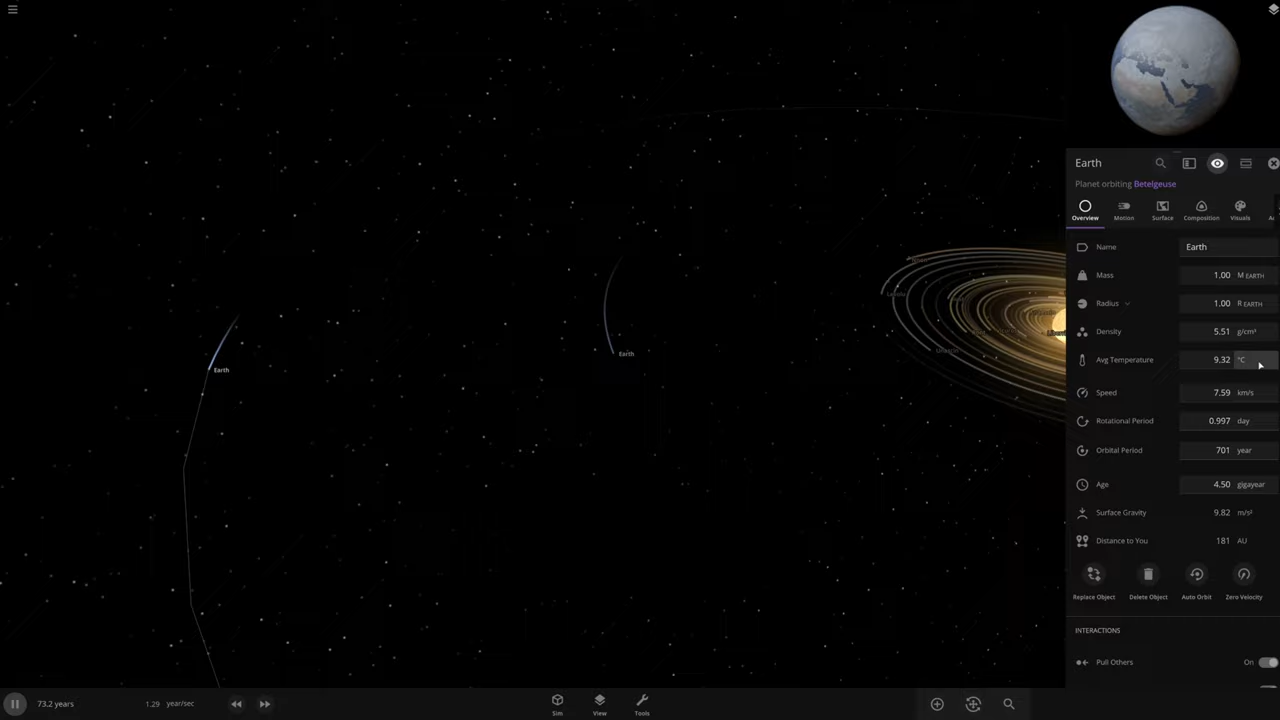 Earth
Planet orbiting Betelgeuse
Overview
Motion
Surface
Composition
Visuals
Name Earth
Mass 1.00 M EARTH
Radius 1.00 R EARTH
Density 5.51 g/cm³
Avg Temperature 9.32 °C
Speed 7.59 km/s
Rotational Period 0.997 day
Orbital Period 701 year
Age 4.50 gigayear
Surface Gravity 9.82 m/s²
Distance to You 181 AU
Replace Object
Delete Object
Auto Orbit
Zero Velocity
INTERACTIONS
Pull Others On
Earth
Earth
73.2 years
1.29 year/sec
Sim
View
Tools